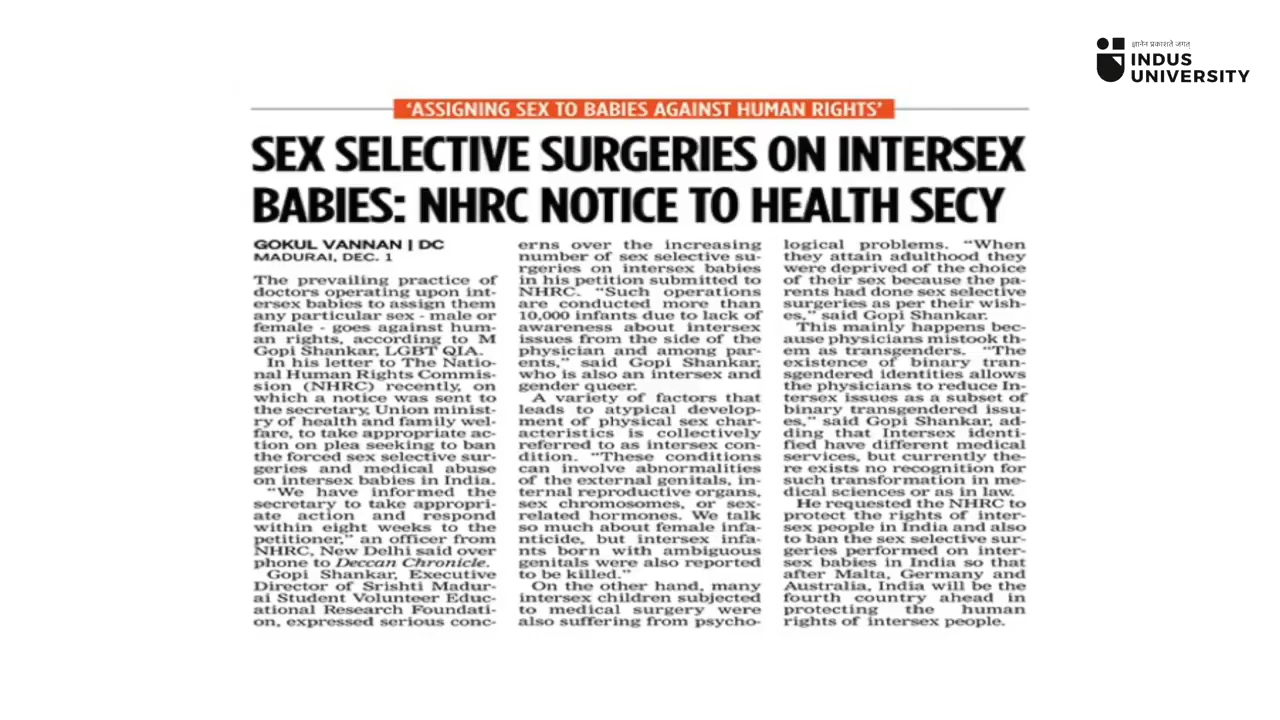 ज्ञानेन प्रकाशते जगत्
INDUS
UNIVERSITY
'ASSIGNING SEX TO BABIES AGAINST HUMAN RIGHTS'
SEX SELECTIVE SURGERIES ON INTERSEX
BABIES: NHRC NOTICE TO HEALTH SECY
GOKUL VANNAN | DC
MADURAI, DEC. 1
The prevailing practice of
doctors operating upon int-
ersex babies to assign them
any particular sex - male or
female - goes against hum-
an rights, according to M
Gopi Shankar, LGBT QIA.
In his letter to The Natio-
nal Human Rights Commis-
sion (NHRC) recently, on
which a notice was sent to
the secretary, Union minist-
ry of health and family wel-
fare, to take appropriate ac-
tion on plea seeking to ban
the forced sex selective sur-
geries and medical abuse
on intersex babies in India.
"We have informed the
secretary to take appropri-
ate action and respond
within eight weeks to the
petitioner," an officer from
NHRC, New Delhi said over
phone to Deccan Chronicle.
Gopi Shankar, Executive
Director of Srishti Madur-
ai Student Volunteer Educ-
ational Research Foundati-
on, expressed serious conc-
erns over the increasing
number of sex selective su-
rgeries on intersex babies
in his petition submitted to
NHRC. "Such operations
are conducted more than
10,000 infants due to lack of
awareness about intersex
issues from the side of the
physician and among par-
ents," said Gopi Shankar,
who is also an intersex and
gender queer.
A variety of factors that
leads to atypical develop-
ment of physical sex char-
acteristics is collectively
referred to as intersex con-
dition. "These conditions
can involve abnormalities
of the external genitals, in-
ternal reproductive organs,
sex chromosomes, or sex-
related hormones. We talk
so much about female infa-
nticide, but intersex infa-
nts born with ambiguous
genitals were also reported
to be killed."
On the other hand, many
intersex children subjected
to medical surgery were
also suffering from psycho-
logical problems. "When
they attain adulthood they
were deprived of the choice
of their sex because the pa-
rents had done sex selective
surgeries as per their wish-
es," said Gopi Shankar.
This mainly happens bec-
ause physicians mistook th-
em as transgenders. "The
existence of binary tran-
sgendered identities allows
the physicians to reduce In-
tersex issues as a subset of
binary transgendered issu-
es," said Gopi Shankar, ad-
ding that Intersex identi-
fied have different medical
services, but currently the-
re exists no recognition for
such transformation in me-
dical sciences or as in law.
He requested the NHRC to
protect the rights of inter-
sex people in India and also
to ban the sex selective sur-
geries performed on inter-
sex babies in India so that
after Malta, Germany and
Australia, India will be the
fourth country ahead in
protecting the human
rights of intersex people.